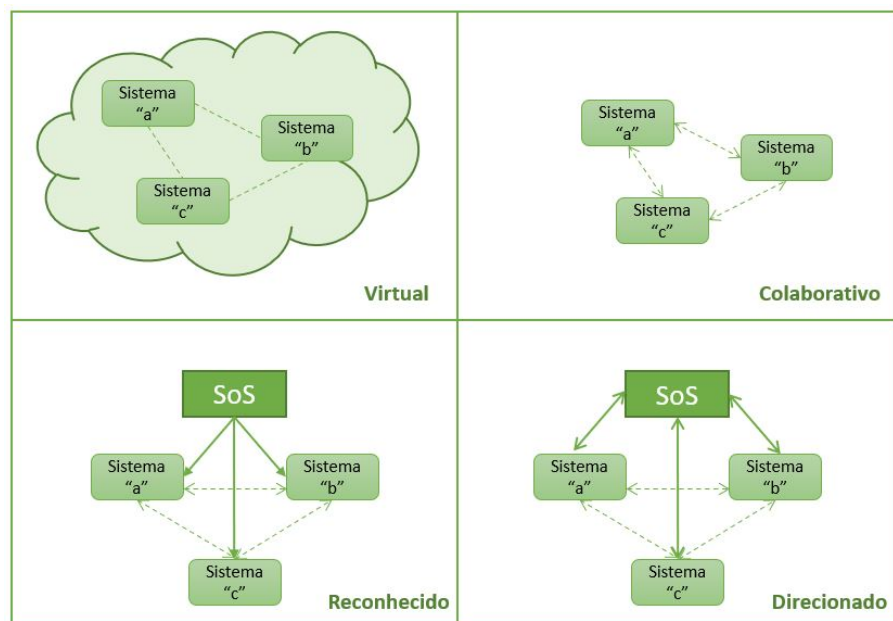 Sistema
“a”
Sistema
“b”
Sistema
“c”
Virtual
Sistema
“a”
Sistema
“b”
Sistema
“c”
Colaborativo
SoS
Sistema
“a”
Sistema
“b”
Sistema
“c”
Reconhecido
SoS
Sistema
“a”
Sistema
“b”
Sistema
“c”
Direcionado